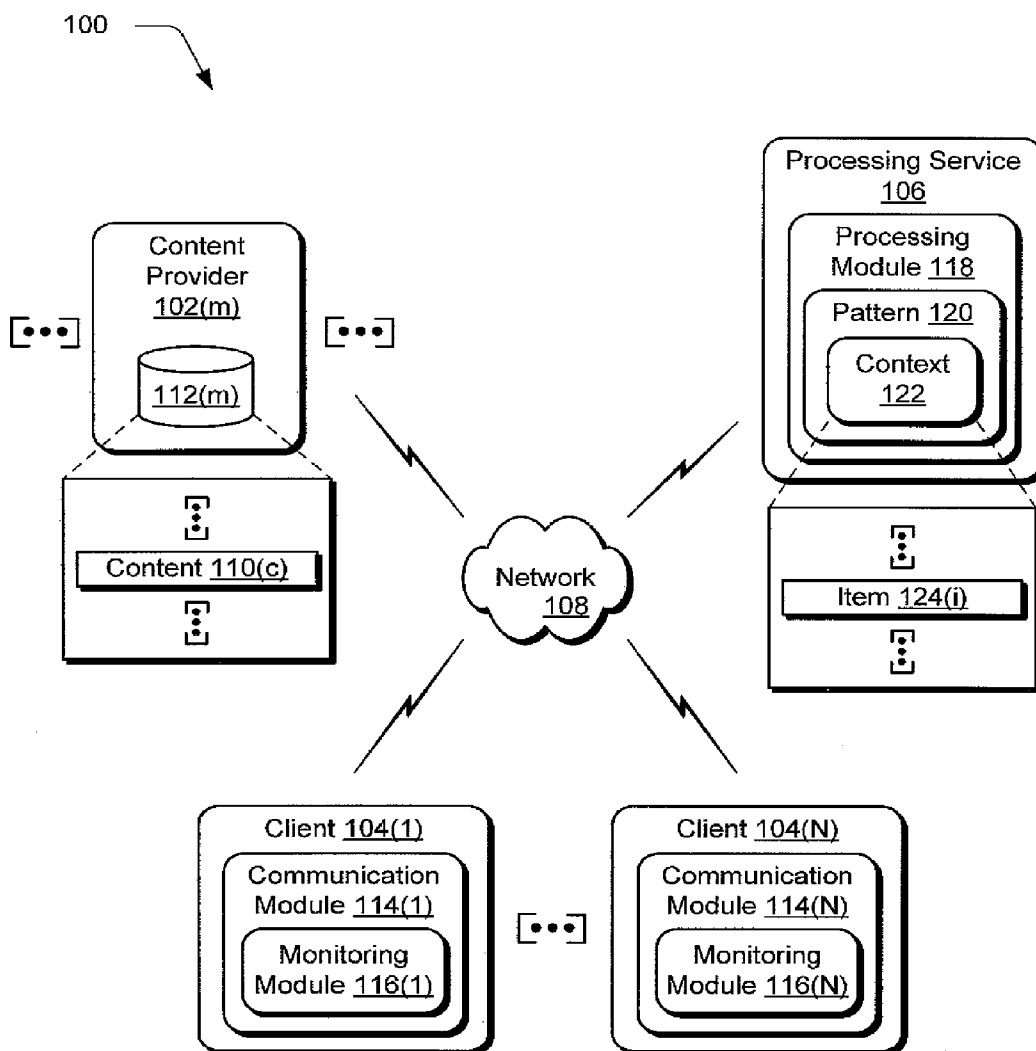 100
Processing Service
106
Processing
Module 118
Pattern 120
Context
122
Content
Provider
102(m)
[•••]
[•••]
112(m)
Content 110(c)
Item 124(i)
Network
108
Client 104(1)
Communication
Module 114(1)
Monitoring
Module 116(1)
[•••]
Client 104(N)
Communication
Module 114(N)
Monitoring
Module 116(N)